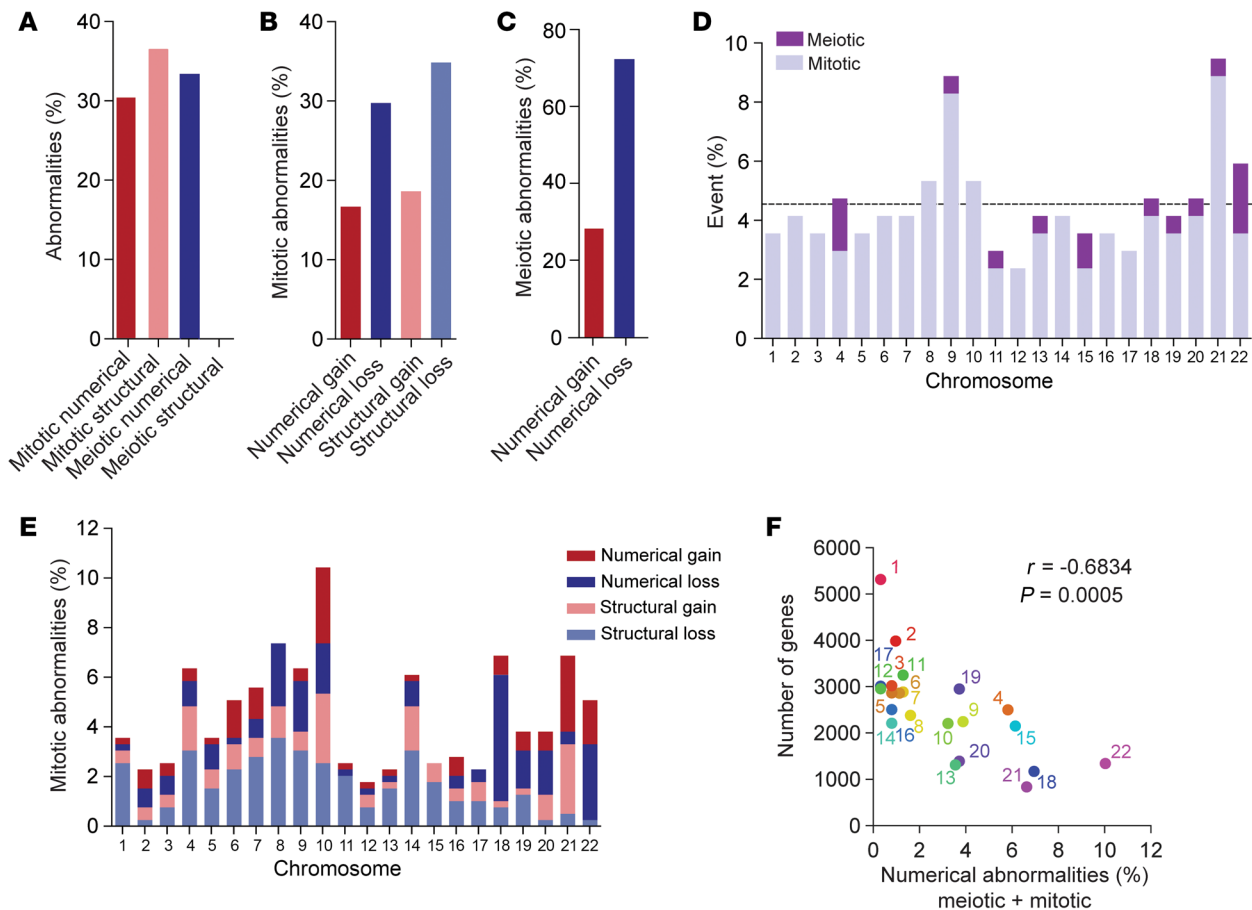 A
40
30
20
10
0
Abnormalities (%)
Mitotic numerical
Mitotic structural
Meiotic numerical
Meiotic structural
B
40
30
20
10
0
Mitotic abnormalities (%)
Numerical gain
Numerical loss
Structural gain
Structural loss
C
80
60
40
20
0
Meiotic abnormalities (%)
Numerical gain
Numerical loss
D
Meiotic
Mitotic
10
8
6
4
2
0
Event (%)
1 2 3 4 5 6 7 8 9 10 11 12 13 14 15 16 17 18 19 20 21 22
Chromosome
E
12
10
8
6
4
2
0
Mitotic abnormalities (%)
Numerical gain
Numerical loss
Structural gain
Structural loss
1 2 3 4 5 6 7 8 9 10 11 12 13 14 15 16 17 18 19 20 21 22
Chromosome
F
6000
5000
4000
3000
2000
1000
0
Number of genes
r = -0.6834
P = 0.0005
1
2
17
3 11
12
6
19
5
7
4
14 16 8
10
9
15
20
13
21
18
22
0 2 4 6 8 10 12
Numerical abnormalities (%)
meiotic + mitotic